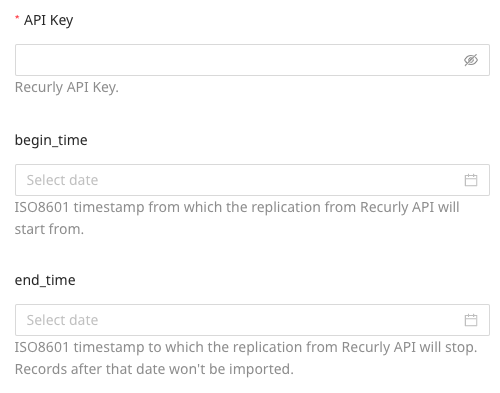 * API Key
Recurly API Key.
begin_time
Select date
ISO8601 timestamp from which the replication from Recurly API will
start from.
end_time
Select date
ISO8601 timestamp to which the replication from Recurly API will stop.
Records after that date won't be imported.